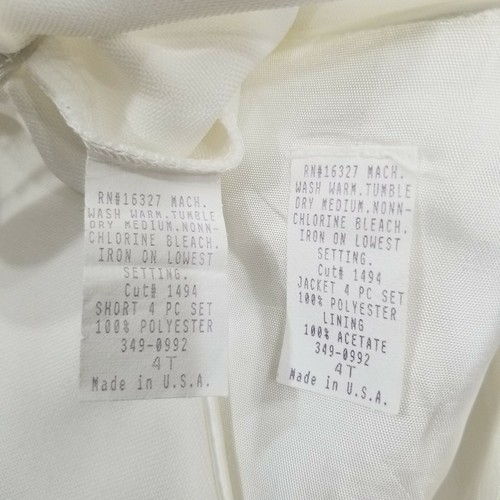 RN#16327 MACH.
WASH WARM.TUMBLE
DRY MEDIUM.NONN-
CHLORINE BLEACH.
IRON ON LOWEST
SETTING.
Cut# 1494
SHORT 4 PC SET
100% POLYESTER
349-0992
4T
Made in U.S.A.
RN#16327 MACH.
WASH WARM.TUMBLE
DRY MEDIUM.NONN-
CHLORINE BLEACH.
IRON ON LOWEST
SETTING.
Cut# 1494
JACKET 4 PC SET
100% POLYESTER
LINING
100% ACETATE
349-0992
4T
Made in U.S.A.